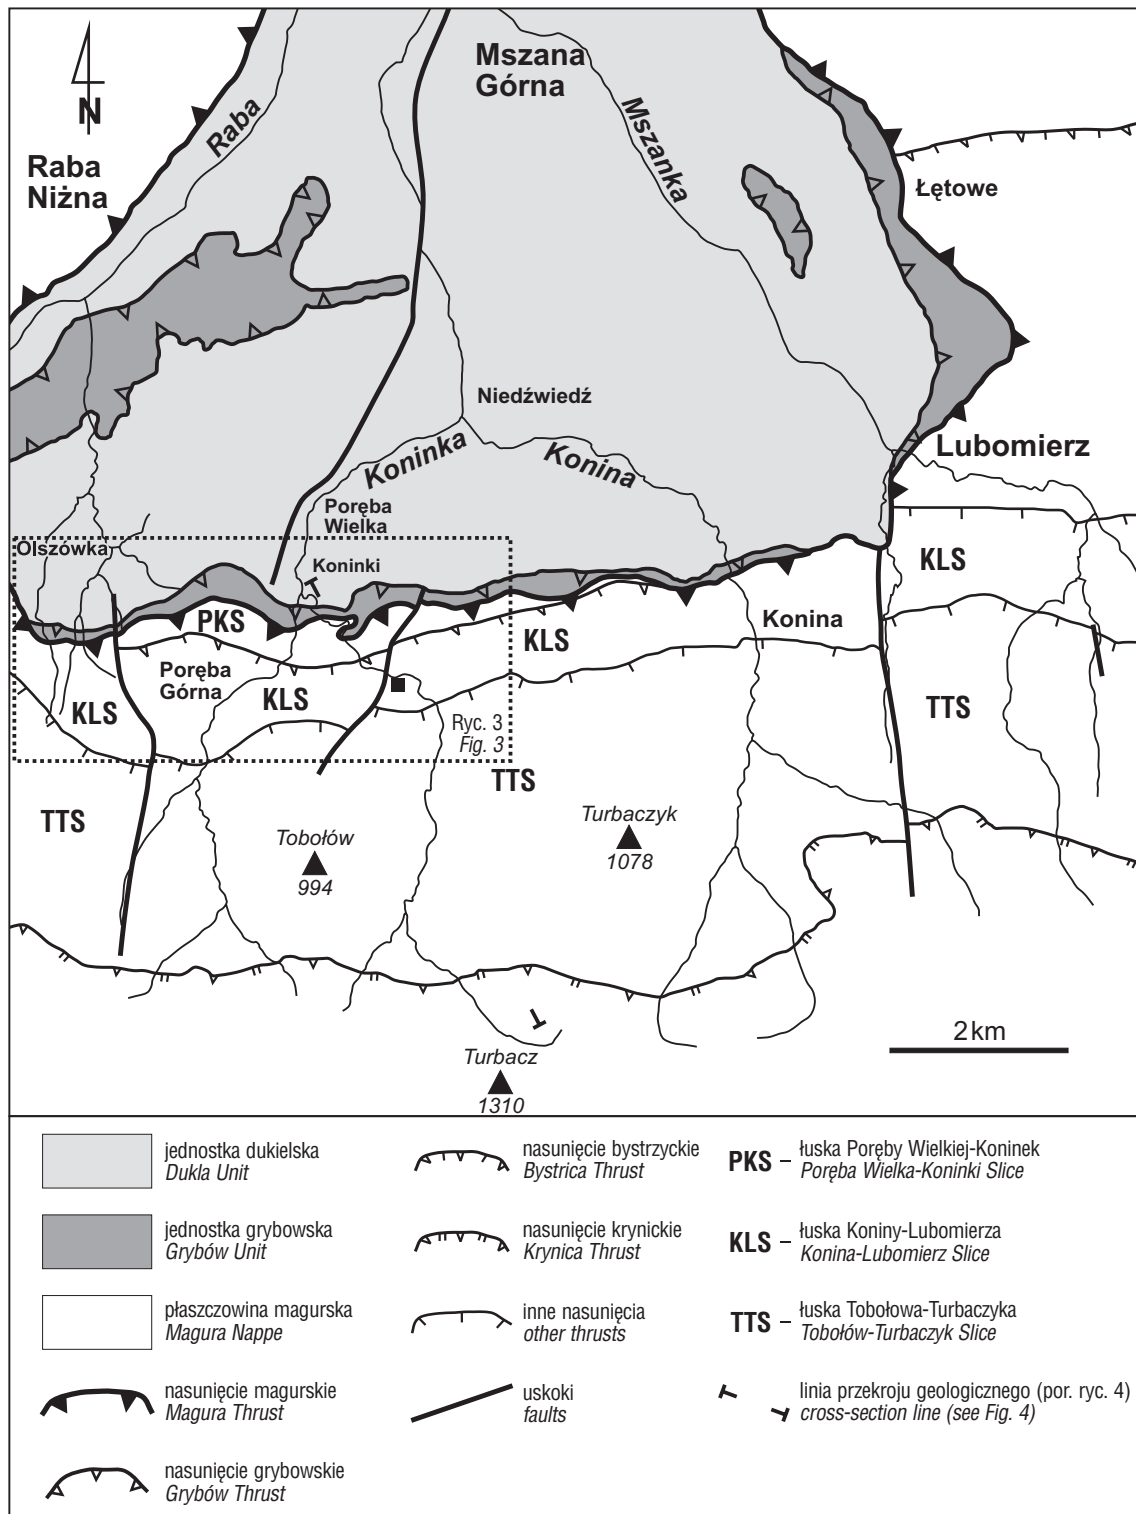 N
Raba
Niżna
Raba
Mszana
Górna
Mszanka
Łętowe
Niedźwiedź
Koninka
Konina
Lubomierz
Poręba
Wielka
Olszówka
Koninki
PKS
KLS
KLS
Konina
Poręba
Górna
KLS
KLS
TTS
Ryc. 3
Fig. 3
TTS
TTS
Tobołów
994
Turbaczyk
1078
2 km
Turbacz
1310
jednostka dukielska
Dukla Unit
jednostka grybowska
Grybów Unit
płaszczowina magurska
Magura Nappe
nasunięcie magurskie
Magura Thrust
nasunięcie grybowskie
Grybów Thrust
nasunięcie bystrzyckie
Bystrica Thrust
nasunięcie krynickie
Krynica Thrust
inne nasunięcia
other thrusts
uskoki
faults
PKS – łuska Poręby Wielkiej-Koninek
Poręba Wielka-Koninki Slice
KLS – łuska Koniny-Lubomierza
Konina-Lubomierz Slice
TTS – łuska Tobołowa-Turbaczyka
Tobołów-Turbaczyk Slice
linia przekroju geologicznego (por. ryc. 4)
cross-section line (see Fig. 4)